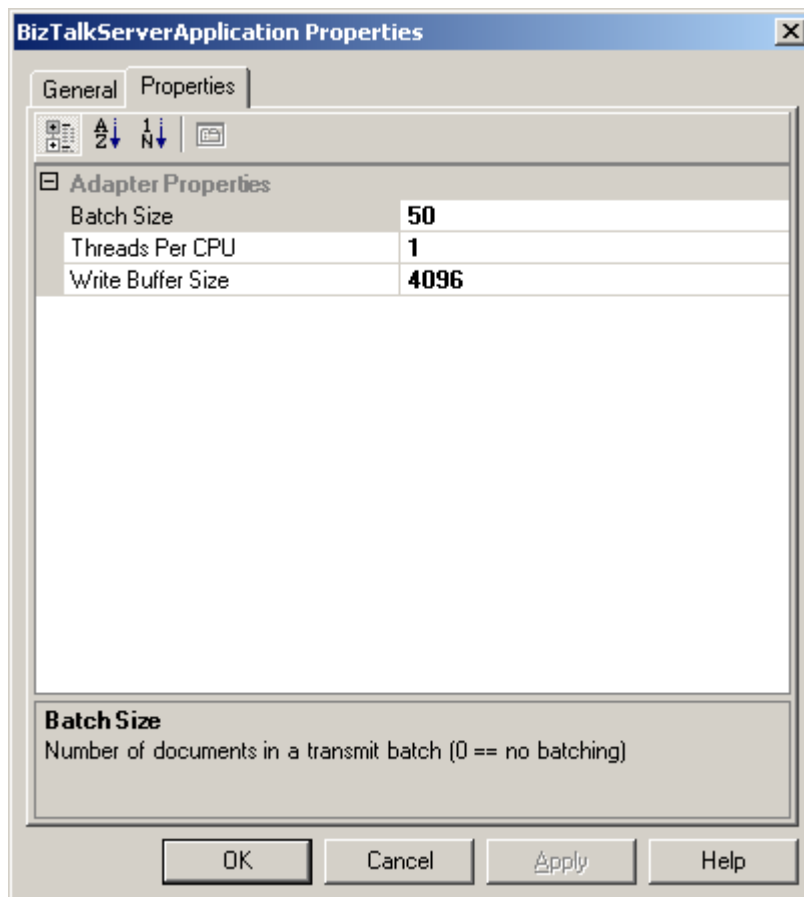 BizTalkServerApplication Properties
General Properties
Adapter Properties
Batch Size 50
Threads Per CPU 1
Write Buffer Size 4096
Batch Size
Number of documents in a transmit batch (0 == no batching)
OK Cancel Apply Help